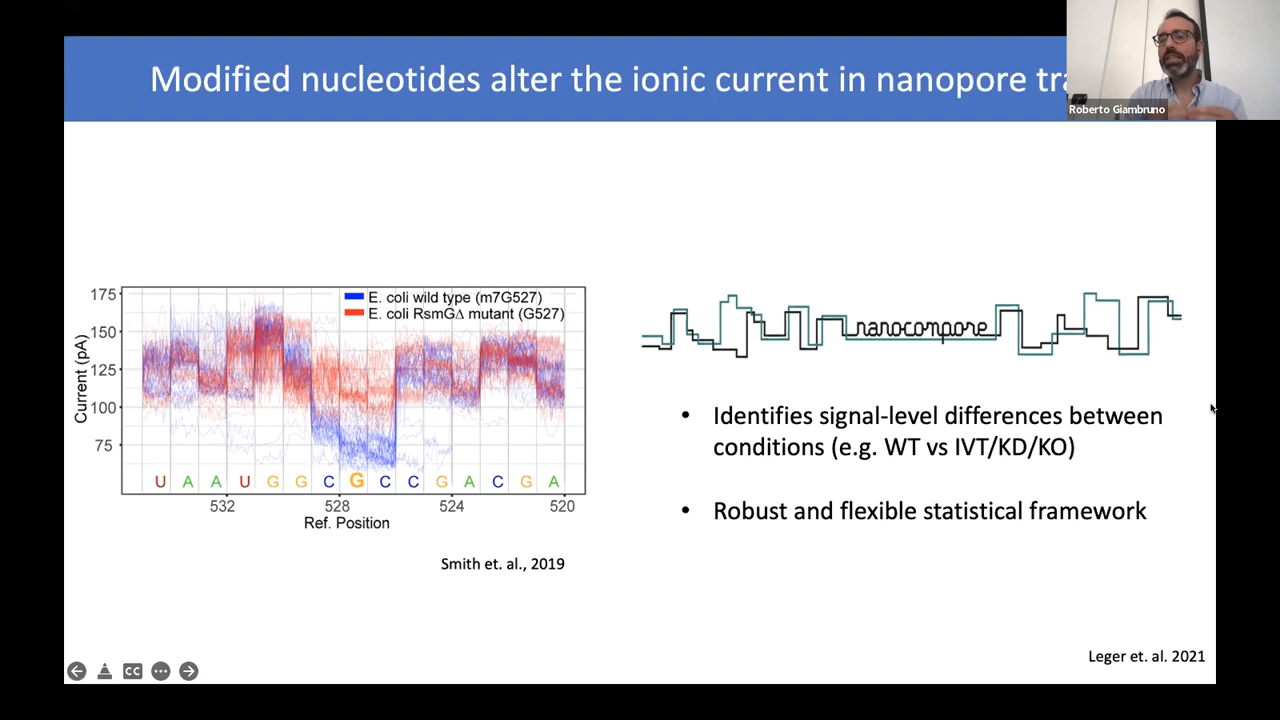 Modified nucleotides alter the ionic current in nanopore
Roberto Giambruno
175
150
125
100
75
Current (pA)
E. coli wild type (m7G527)
E. coli RsmGΔ mutant (G527)
U A A U G G C G C C G A C G A
532 528 524 520
Ref. Position
Smith et. al., 2019
nanocompore
• Identifies signal-level differences between
conditions (e.g. WT vs IVT/KD/KO)
• Robust and flexible statistical framework
Leger et. al. 2021
CC